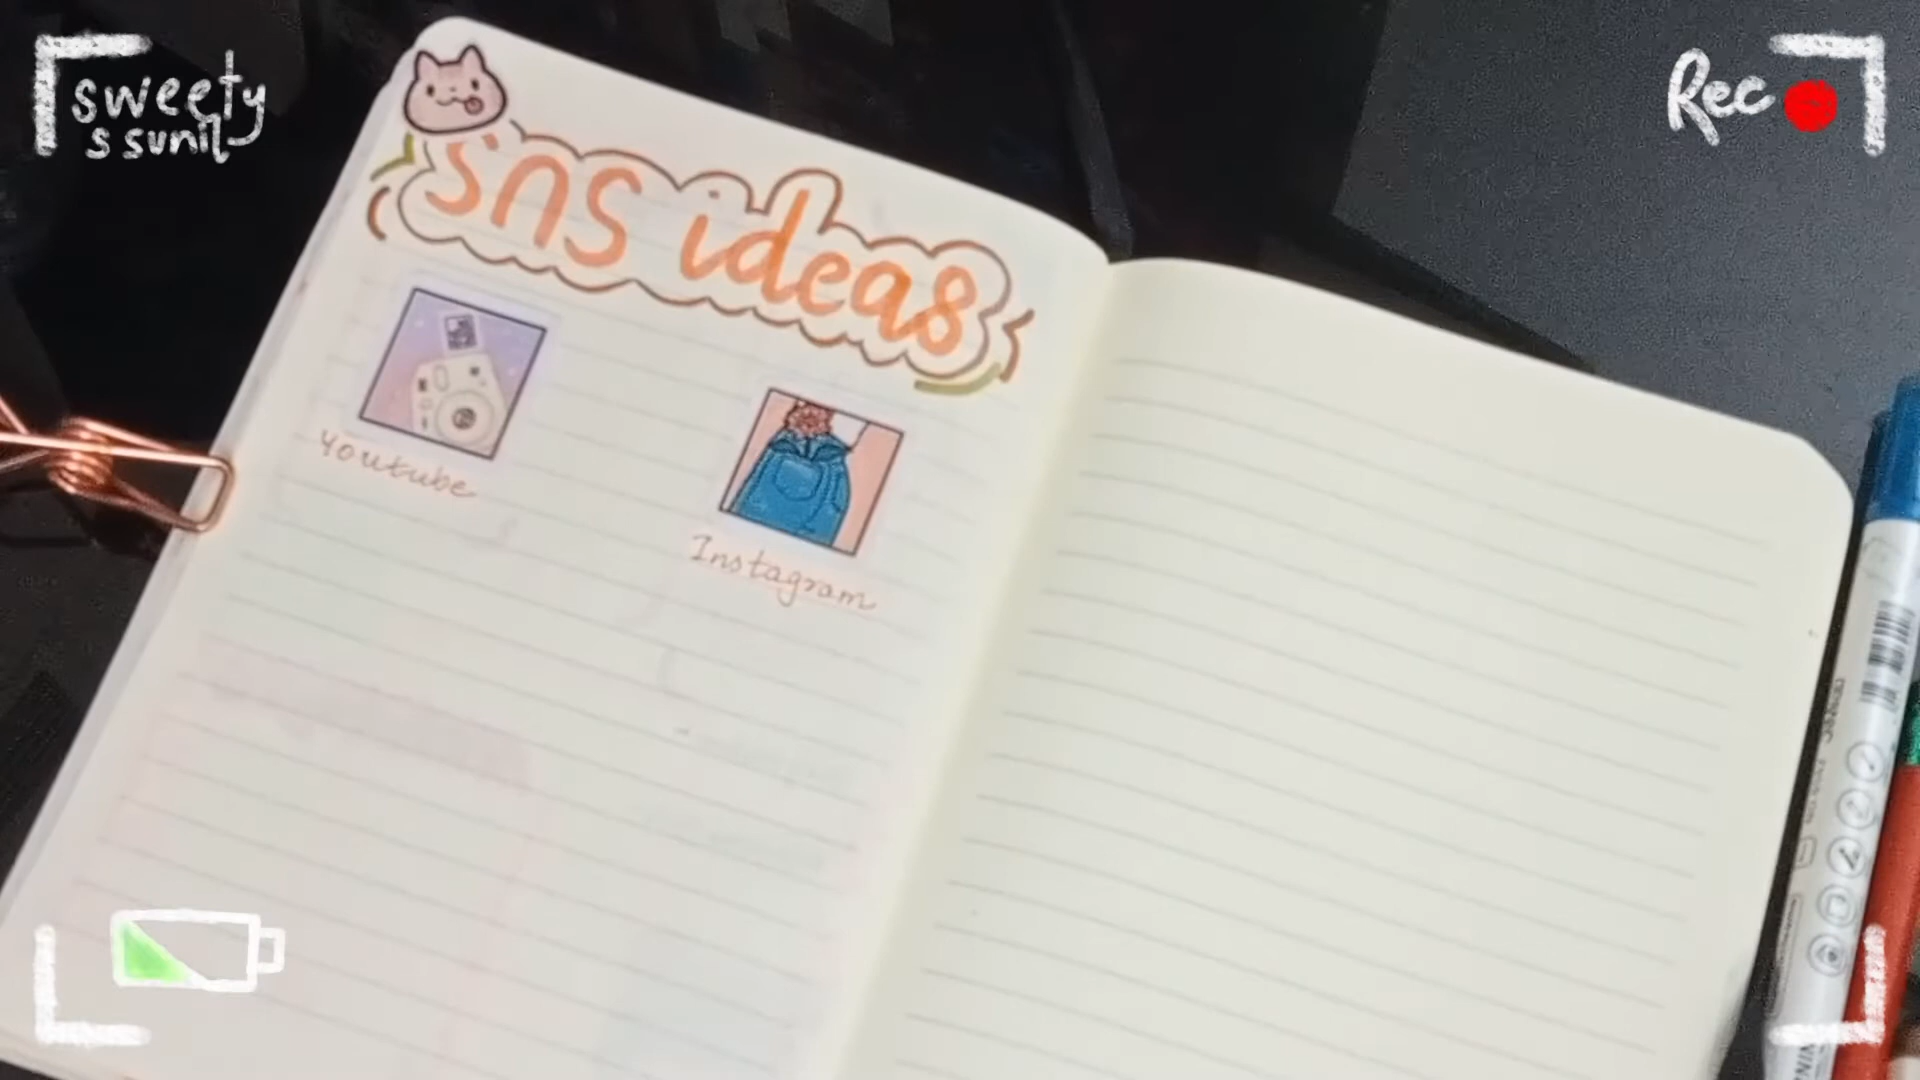 sweety
s sunil
Rec
sns ideas
Youtube
Instagram